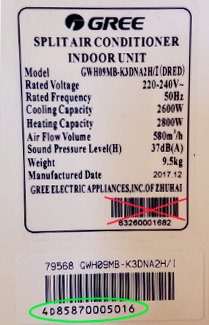 GREE
SPLIT AIR CONDITIONER
INDOOR UNIT
Model GWH09MB-K3DNA2H/I (DRED)
Rated Voltage 220-240V~
Rated Frequency 50Hz
Cooling Capacity 2600W
Heating Capacity 2800W
Air Flow Volume 580m³/h
Sound Pressure Level(H) 37dB(A)
Weight 9.5kg
Manufactured Date 2017.12
GREE ELECTRIC APPLIANCES,INC.OF ZHUHAI
63260001682
79568 GWH09MB-K3DNA2H/I
4D85870005016